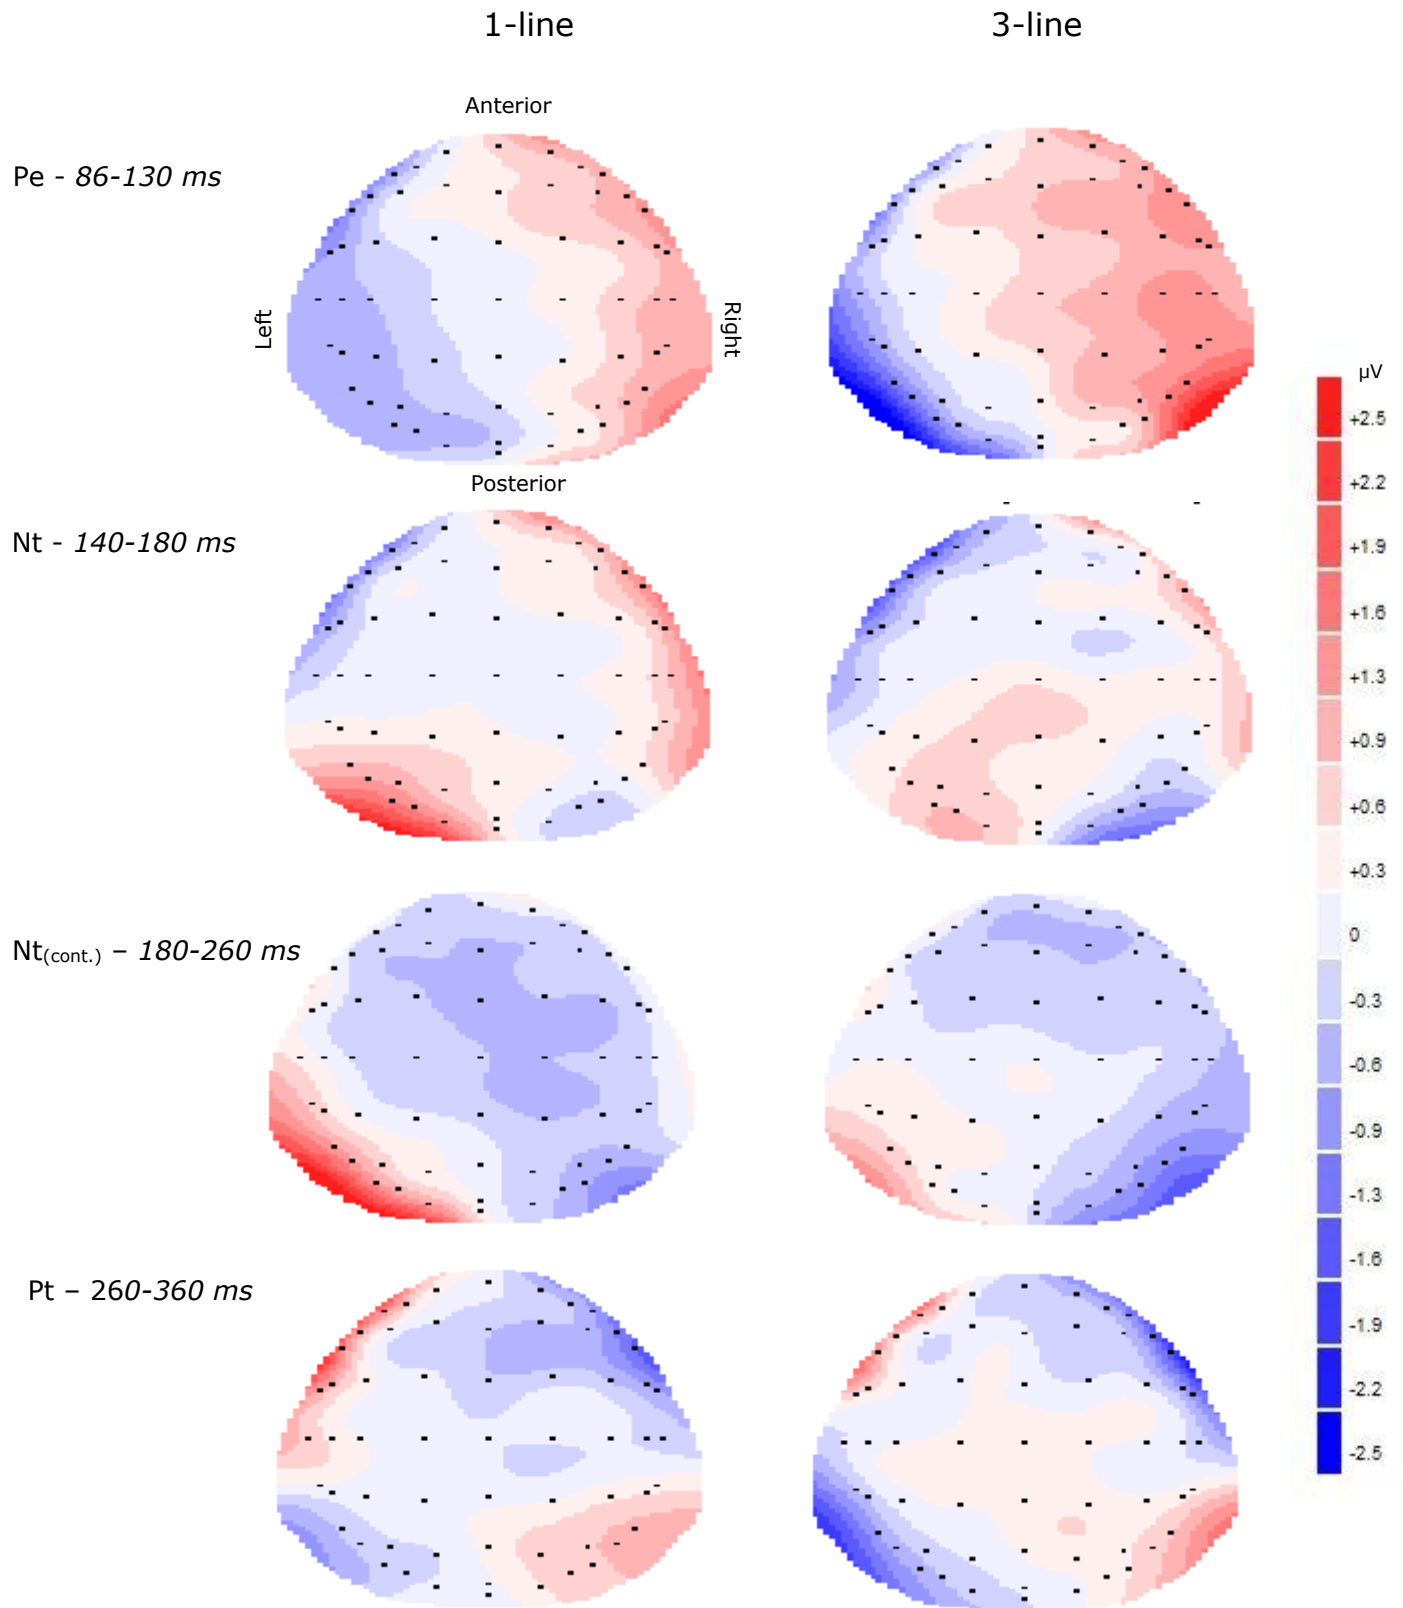 1-line 3-line
Anterior
Pe - 86-130 ms
Left
Right
µV
+2.5
+2.2
+1.9
+1.6
+1.3
+0.9
+0.6
+0.3
0
-0.3
-0.6
-0.9
-1.3
-1.6
-1.9
-2.2
-2.5
Posterior
Nt - 140-180 ms
Nt(cont.) – 180-260 ms
Pt – 260-360 ms